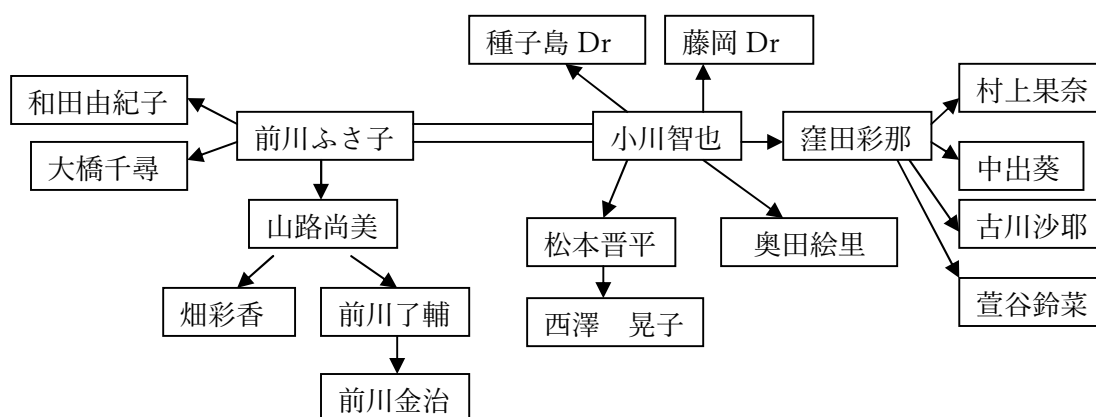 種子島 Dr
藤岡 Dr
和田由紀子
村上果奈
前川ふさ子
小川智也
窪田彩那
大橋千尋
中出葵
山路尚美
松本晋平
奥田絵里
古川沙耶
畑彩香
前川了輔
西澤　晃子
萱谷鈴菜
前川金治